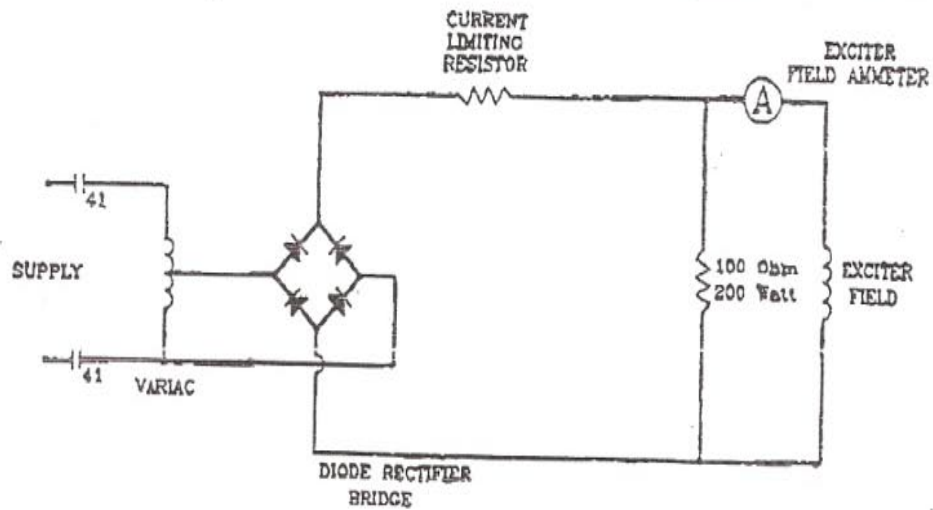 CURRENT
LIMITING
RESISTOR
EXCITER
FIELD AMMETER
A
41
SUPPLY
100 Ohm
200 Watt
EXCITER
FIELD
41
VARIAC
DIODE RECTIFIER
BRIDGE